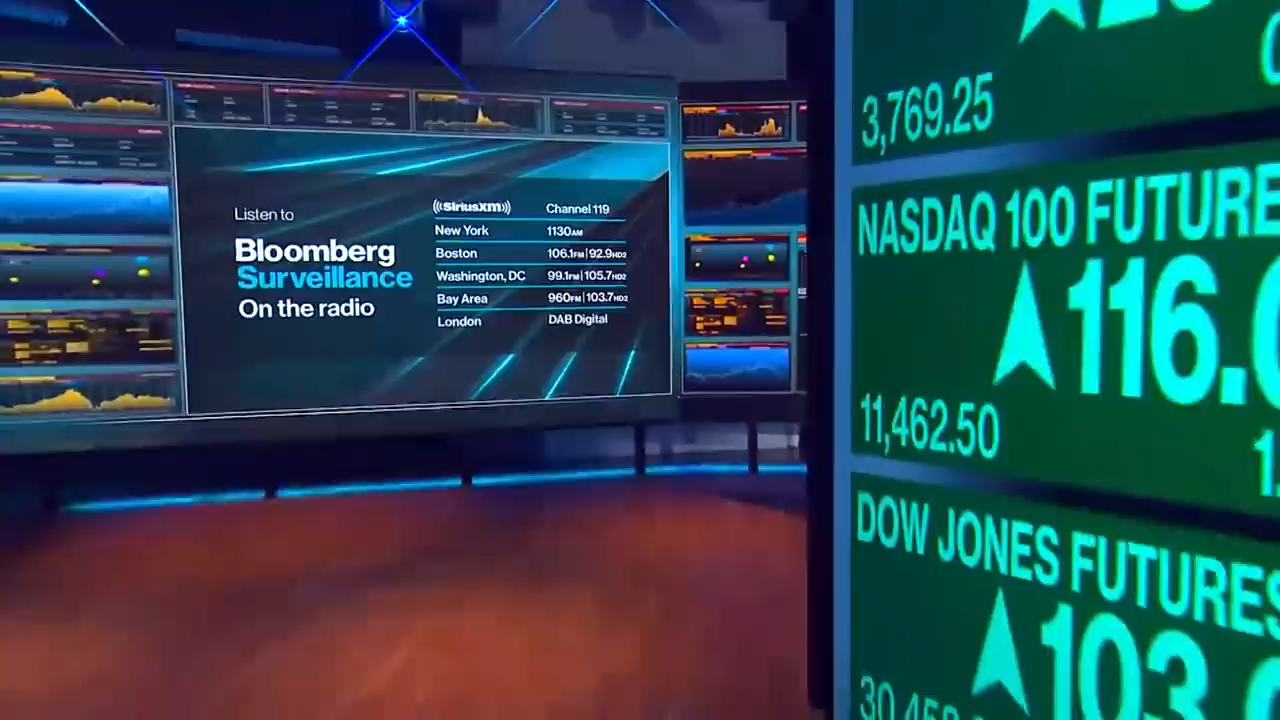 Listen to
Bloomberg
Surveillance
On the radio
((SiriusXM)) Channel 119
New York 1130AM
Boston 106.1FM|92.9HD2
Washington, DC 99.1FM|105.7HD2
Bay Area 960FM|103.7HD2
London DAB Digital
3,769.25
NASDAQ 100 FUTURE
116.
11,462.50
DOW JONES FUTURES
103.